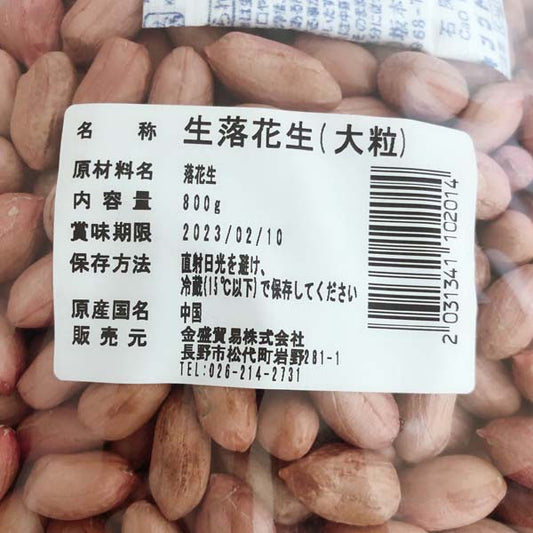 名称 生落花生(大粒)
原材料名 落花生
内容量 800g
賞味期限 2023/02/10
保存方法 直射日光を避け、
冷蔵(15℃以下)で保存してください
原産国名 中国
販売元 金盛貿易株式会社
長野市松代町岩野281-1
TEL:026-214-2731
2 031341 102014